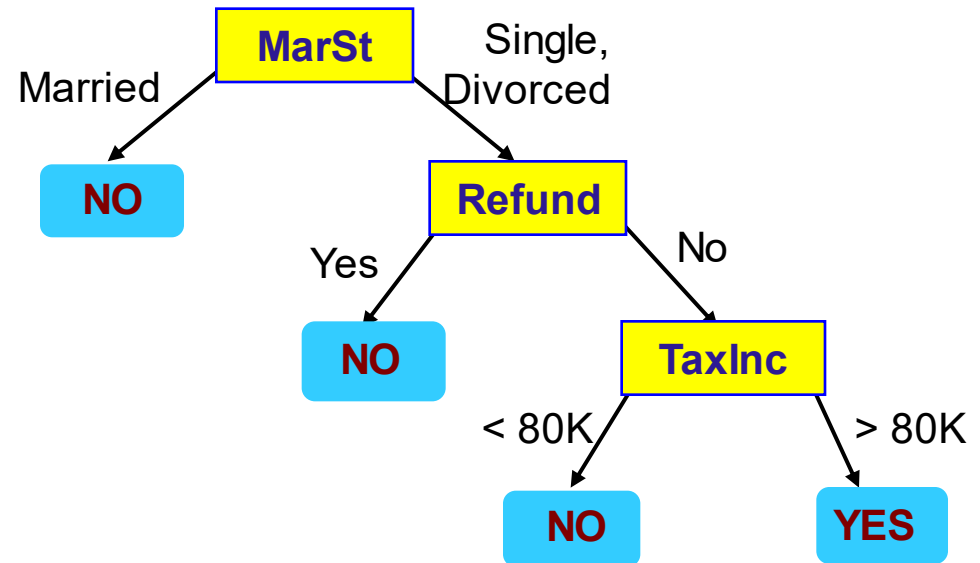 MarSt
Single,
Divorced
Married
NO
Refund
Yes
No
NO
TaxInc
< 80K
> 80K
NO
YES